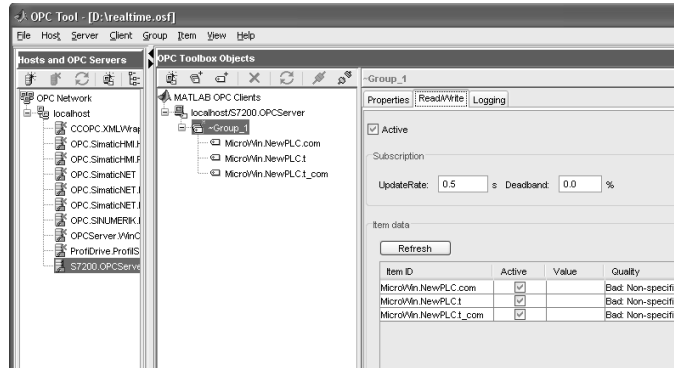 OPC Tool - [D:\realtime.osf]
File Host Server Client Group Item View Help
Hosts and OPC Servers
OPC Network
localhost
CCOPC.XMLWrap
OPC.SimaticHMI.H
OPC.SimaticHMI.F
OPC.SimaticNET
OPC.SimaticNET.
OPC.SimaticNET.
OPC.SINUMERIK.
OPCServer.WinC
ProfiDrive.ProfilS
S7200.OPCServe
OPC Toolbox Objects
MATLAB OPC Clients
localhost/S7200.OPCServer
~Group_1
MicroWin.NewPLC.com
MicroWin.NewPLC.t
MicroWin.NewPLC.t_com
~Group_1
Properties Read/Write Logging
Active
Subscription
UpdateRate: 0.5 s Deadband: 0.0 %
Item data
Refresh
Item ID Active Value Quality
MicroWin.NewPLC.com Bad: Non-specifi
MicroWin.NewPLC.t Bad: Non-specifi
MicroWin.NewPLC.t_com Bad: Non-specifi